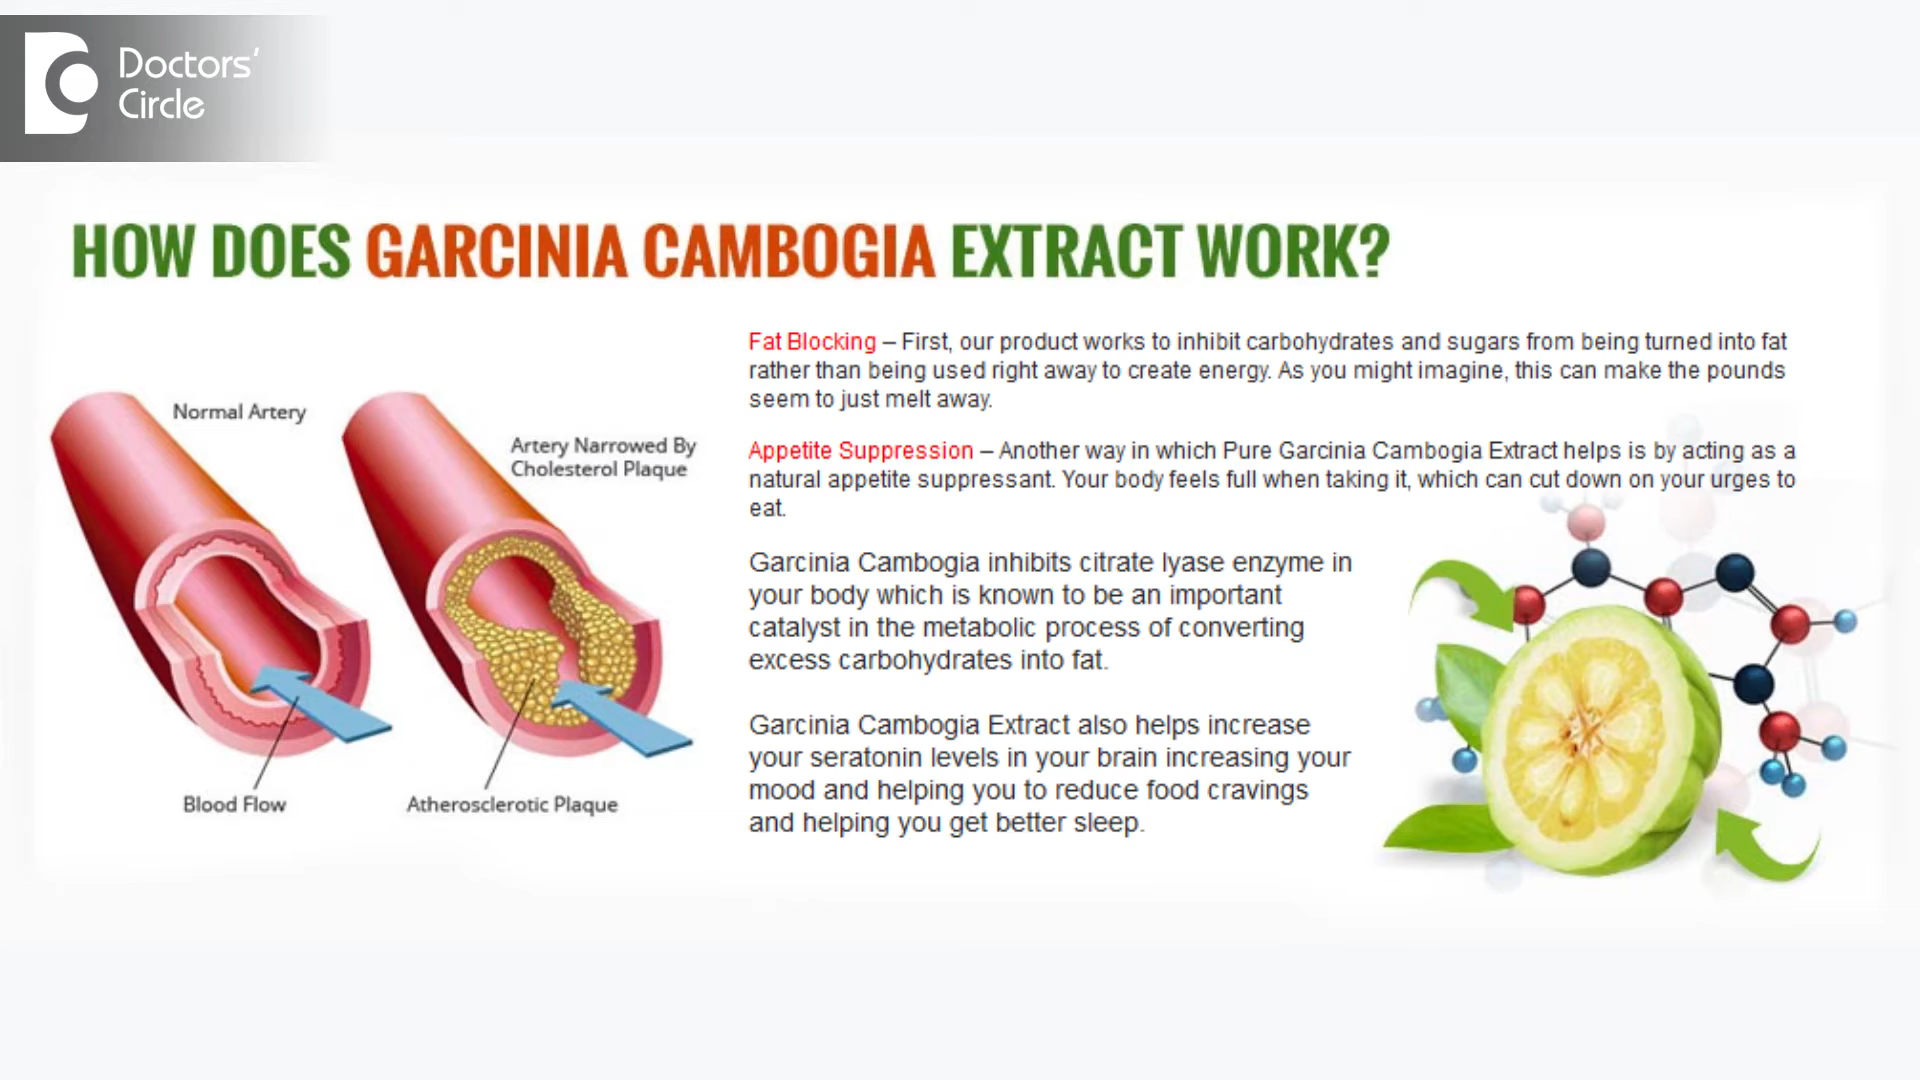 Doctors'
Circle
HOW DOES GARCINIA CAMBOGIA EXTRACT WORK?
Normal Artery
Artery Narrowed By
Cholesterol Plaque
Blood Flow
Atherosclerotic Plaque
Fat Blocking – First, our product works to inhibit carbohydrates and sugars from being turned into fat
rather than being used right away to create energy. As you might imagine, this can make the pounds
seem to just melt away.
Appetite Suppression – Another way in which Pure Garcinia Cambogia Extract helps is by acting as a
natural appetite suppressant. Your body feels full when taking it, which can cut down on your urges to
eat.
Garcinia Cambogia inhibits citrate lyase enzyme in
your body which is known to be an important
catalyst in the metabolic process of converting
excess carbohydrates into fat.
Garcinia Cambogia Extract also helps increase
your seratonin levels in your brain increasing your
mood and helping you to reduce food cravings
and helping you get better sleep.